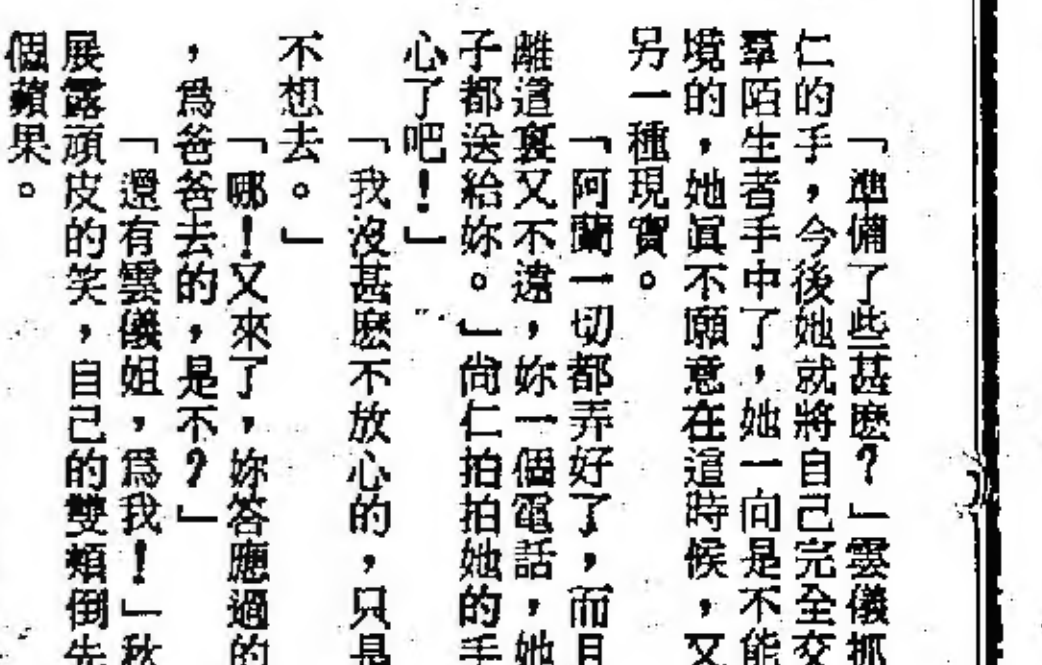 「準備了些甚麽？」雲儀抓
仁的手，今後她就將自己完全交
羣陌生者手中了，她一向是不能
境的，她眞不願意在這時候，又
另一種現實。
「阿蘭一切都弄好了，而且
離這裏又不遠，妳一個電話，她
子都送給妳。」尙仁拍拍她的手
心了吧！」
「我沒甚麽不放心的，只是
不想去。」
「哪！又來了，妳答應過的
，爲爸爸去的，是不？」
「還有雲儀姐，爲我！」秋
展露頑皮的笑，自己的雙頰倒先
個蘋果。